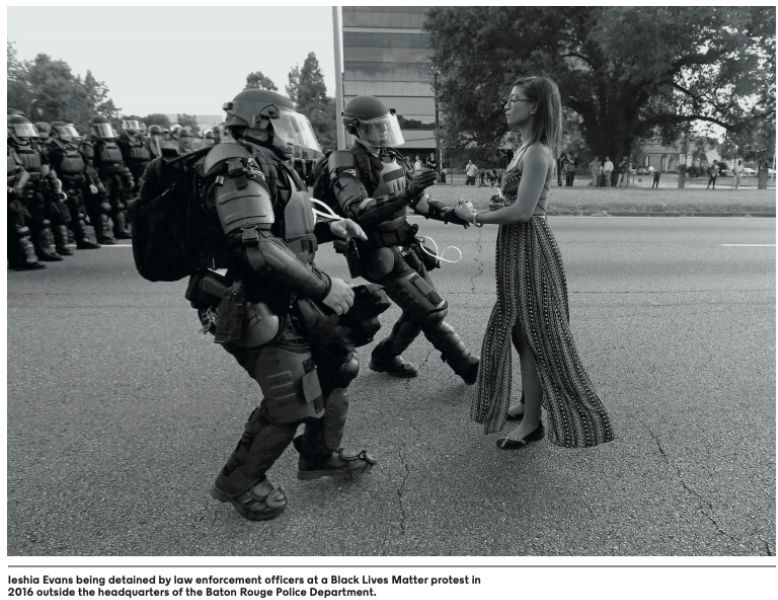 Ieshia Evans being detained by law enforcement officers at a Black Lives Matter protest in
2016 outside the headquarters of the Baton Rouge Police Department.